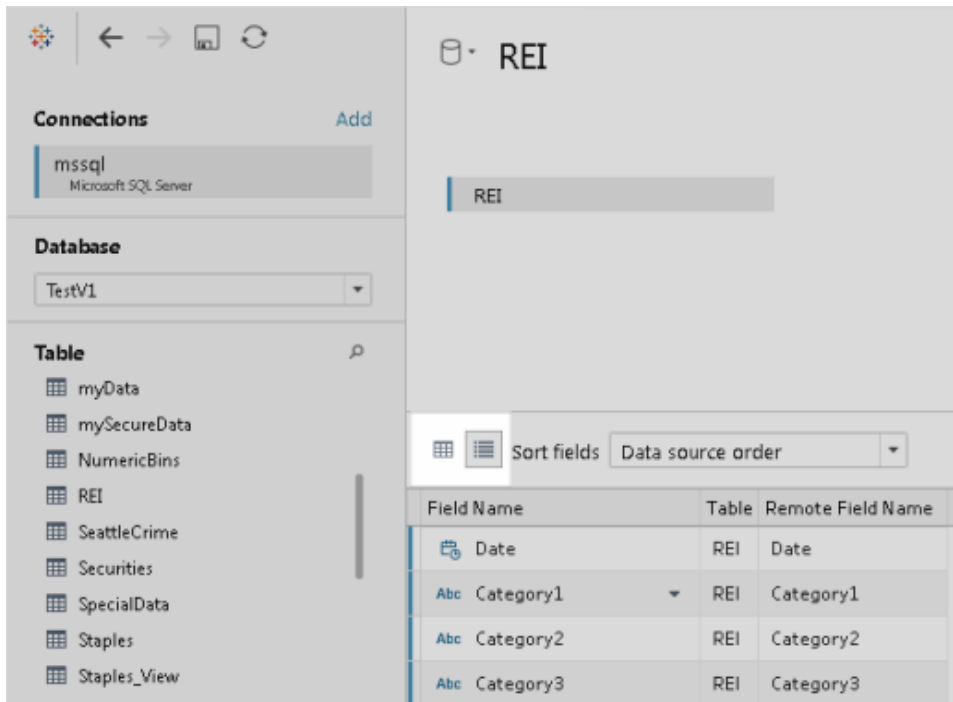 REI
Connections Add
mssql
Microsoft SQL Server
REI
Database
TestV1
Table
myData
mySecureData
NumericBins
REI
SeattleCrime
Securities
SpecialData
Staples
Staples_View
Sort fields Data source order
Field Name Table Remote Field Name
Date REI Date
Abc Category1 REI Category1
Abc Category2 REI Category2
Abc Category3 REI Category3